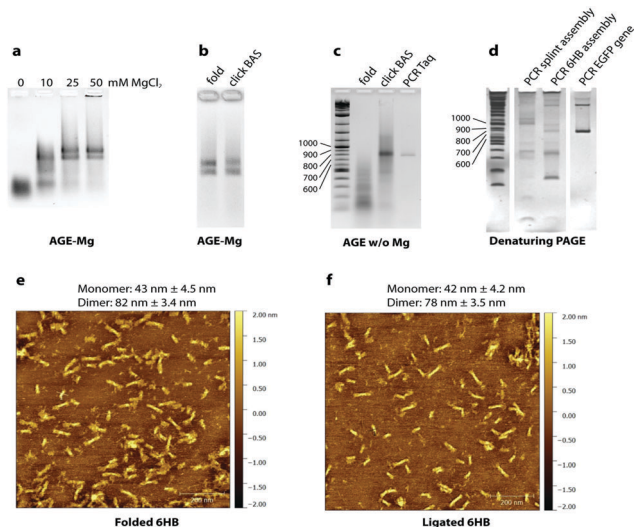 a
0 10 25 50 mM MgCl₂
AGE-Mg
b
fold
click BAS
AGE-Mg
c
fold
click BAS
PCR Taq
1000
900
800
700
600
AGE w/o Mg
d
PCR splint assembly
PCR 6HB assembly
PCR EGFP gene
1000
900
800
700
600
Denaturing PAGE
e
Monomer: 43 nm ± 4.5 nm
Dimer: 82 nm ± 3.4 nm
2.00 nm
1.50
1.00
0.50
0.00
−0.50
−1.00
−1.50
−2.00
200 nm
Folded 6HB
f
Monomer: 42 nm ± 4.2 nm
Dimer: 78 nm ± 3.5 nm
2.00 nm
1.50
1.00
0.50
0.00
−0.50
−1.00
−1.50
−2.00
200 nm
Ligated 6HB